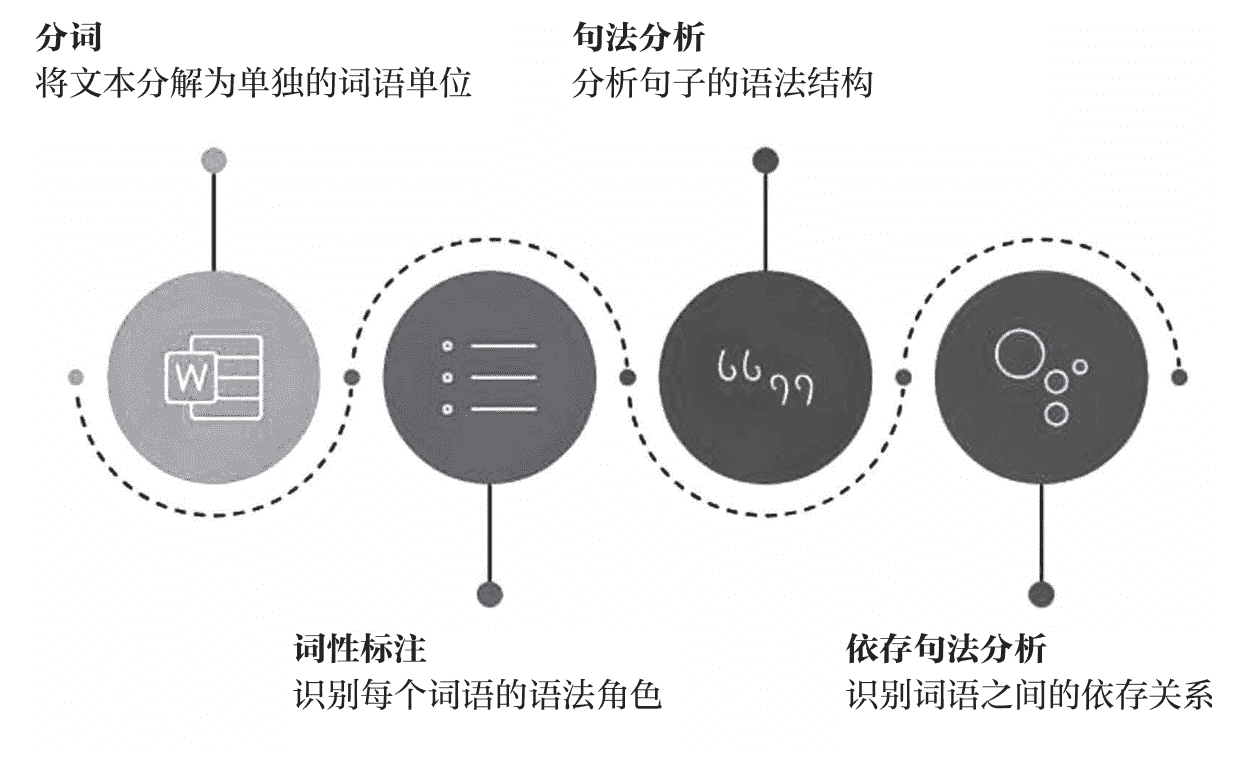 分词
将文本分解为单独的词语单位
句法分析
分析句子的语法结构
W
词性标注
识别每个词语的语法角色
依存句法分析
识别词语之间的依存关系